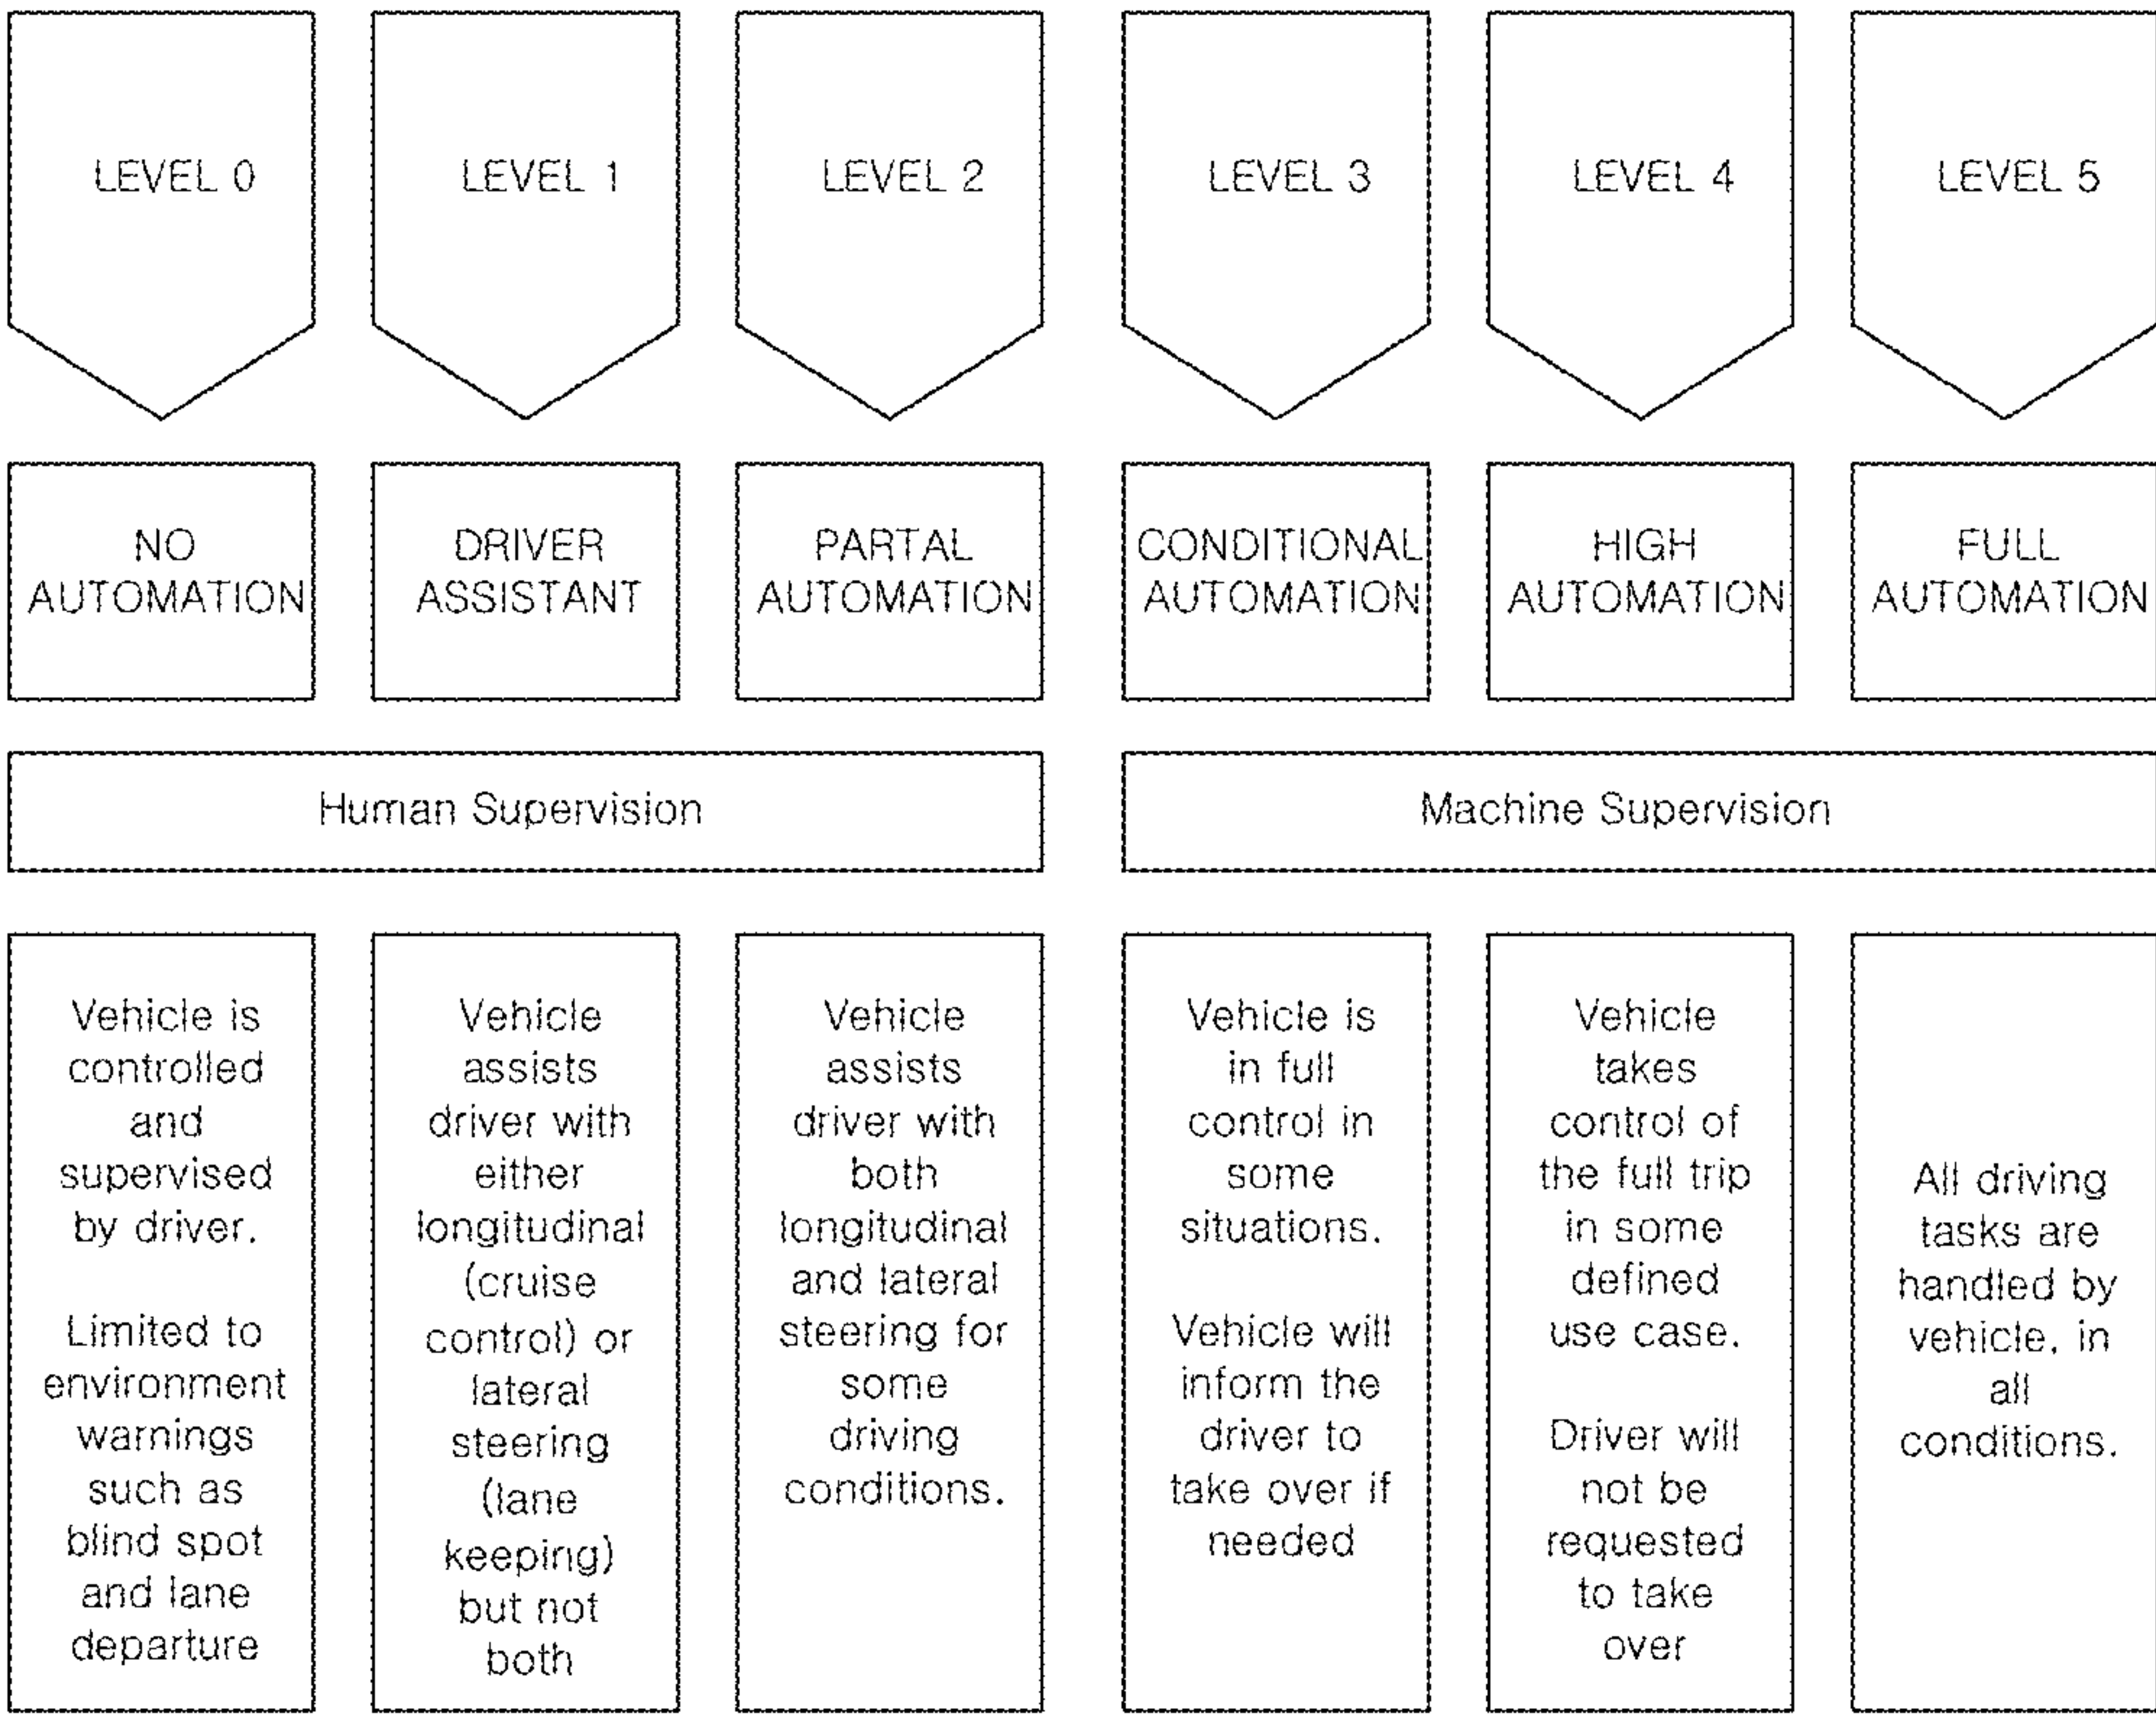 LEVEL 0
LEVEL 1
LEVEL 2
LEVEL 3
LEVEL 4
LEVEL 5
NO
AUTOMATION
DRIVER
ASSISTANT
PARTAL
AUTOMATION
CONDITIONAL
AUTOMATION
HIGH
AUTOMATION
FULL
AUTOMATION
Human Supervision
Machine Supervision
Vehicle is
controlled
and
supervised
by driver.
Limited to
environment
warnings
such as
blind spot
and lane
departure
Vehicle
assists
driver with
either
longitudinal
(cruise
control) or
lateral
steering
(lane
keeping)
but not
both
Vehicle
assists
driver with
both
longitudinal
and lateral
steering for
some
driving
conditions.
Vehicle is
in full
control in
some
situations.
Vehicle will
inform the
driver to
take over if
needed
Vehicle
takes
control of
the full trip
in some
defined
use case.
Driver will
not be
requested
to take
over
All driving
tasks are
handled by
vehicle, in
all
conditions.